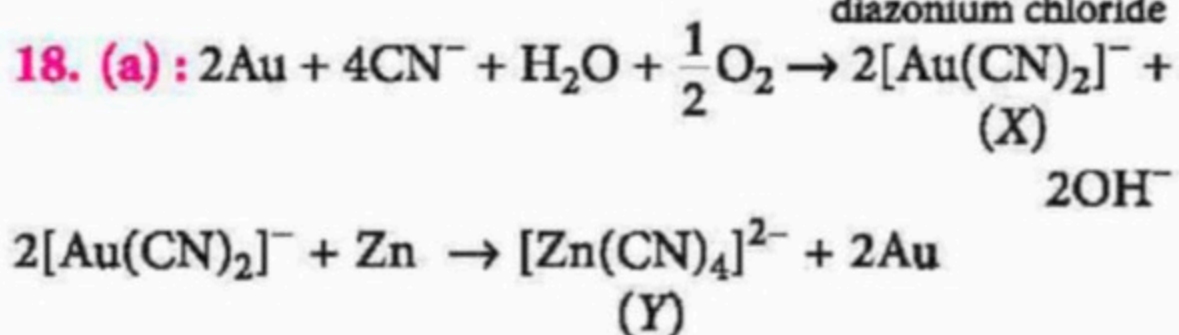 diazonium chloride
18. (a) : 2Au + 4CN⁻ + H₂O + ½O₂ → 2[Au(CN)₂]⁻ +
(X)
2OH⁻
2[Au(CN)₂]⁻ + Zn → [Zn(CN)₄]²⁻ + 2Au
(Y)